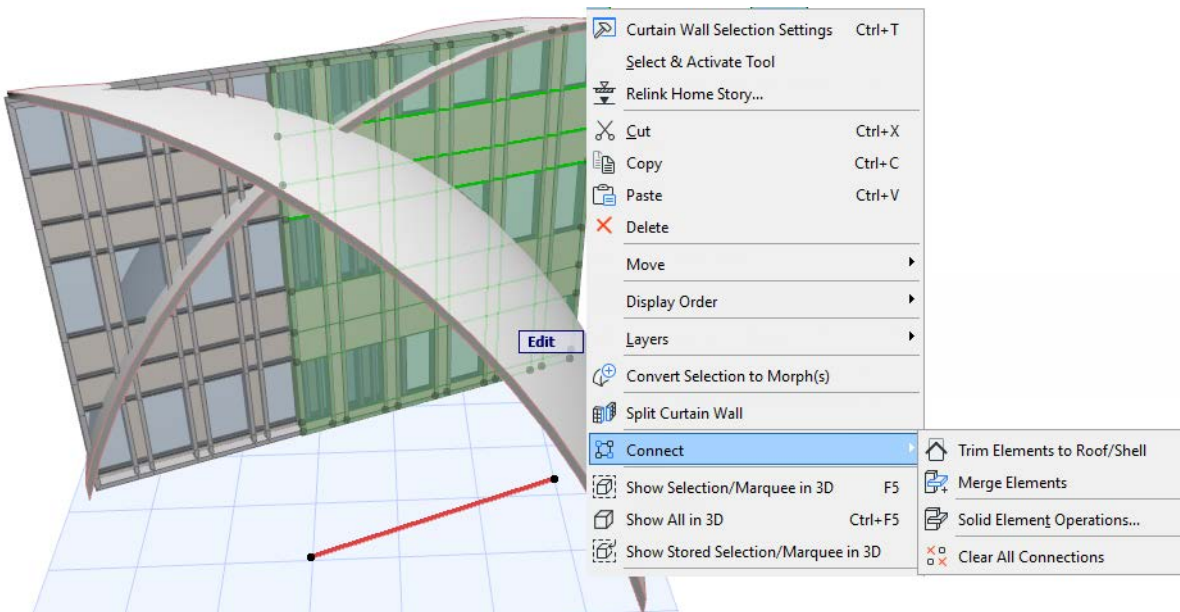 Edit
Curtain Wall Selection Settings Ctrl+T
Select & Activate Tool
Relink Home Story...
Cut Ctrl+X
Copy Ctrl+C
Paste Ctrl+V
Delete
Move
Display Order
Layers
Convert Selection to Morph(s)
Split Curtain Wall
Connect
Show Selection/Marquee in 3D F5
Show All in 3D Ctrl+F5
Show Stored Selection/Marquee in 3D
Trim Elements to Roof/Shell
Merge Elements
Solid Element Operations...
Clear All Connections